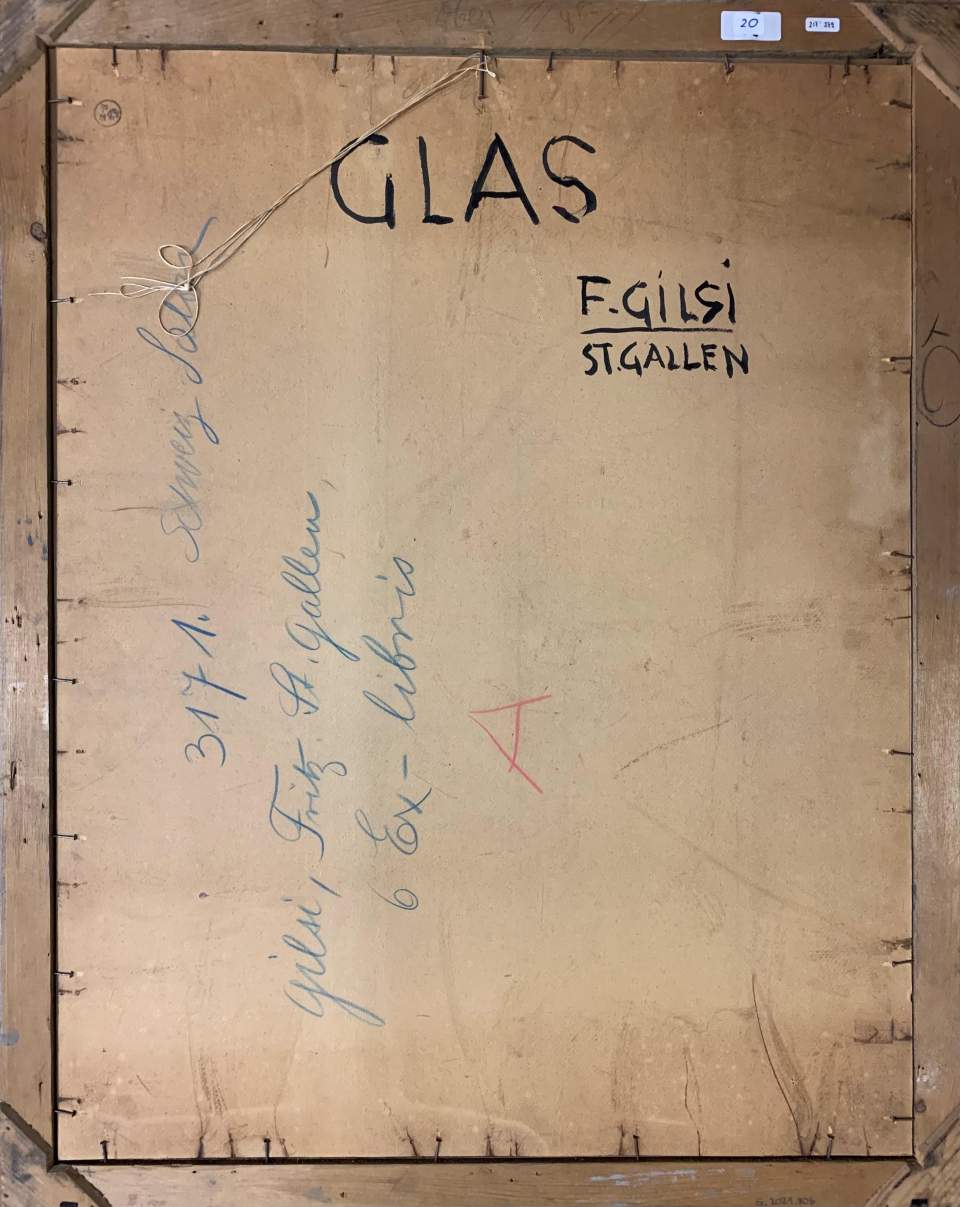 20
GLAS
F. GILSI
ST. GALLEN
3171. Schweiz
Gilsi, Fritz St. Gallen,
6 Ex-libris
A